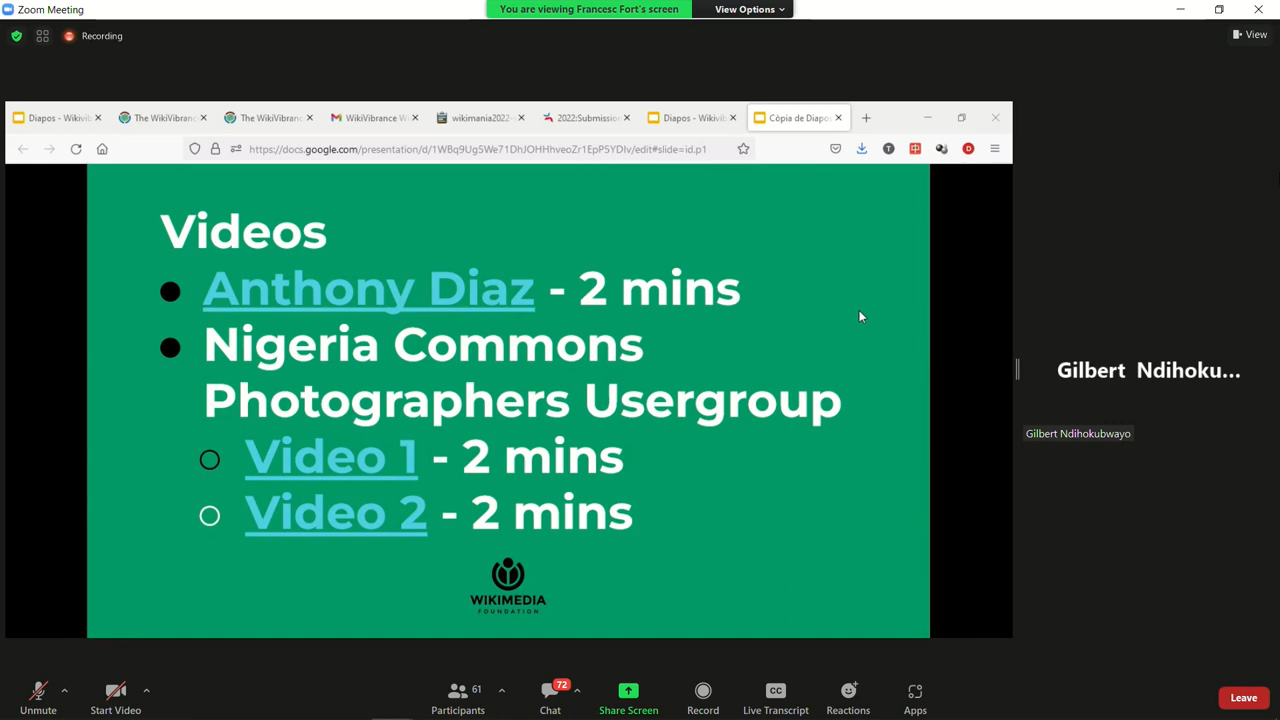 Zoom Meeting
You are viewing Francesc Fort's screen
View Options
Recording
View
Diapos - Wikivib
The WikiVibranc
The WikiVibranc
WikiVibrance W
wikimania2022-
2022:Submission
Diapos - Wikivib
Còpia de Diapos
https://docs.google.com/presentation/d/1WBq9Ug5We71DhJOHHhveoZr1EpP5YDIv/edit#slide=id.p1
Videos
Anthony Diaz - 2 mins
Nigeria Commons
Photographers Usergroup
Video 1 - 2 mins
Video 2 - 2 mins
WIKIMEDIA
FOUNDATION
Gilbert Ndihoku...
Gilbert Ndihokubwayo
Unmute
Start Video
Participants
61
Chat
72
Share Screen
Record
CC
Live Transcript
Reactions
Apps
Leave